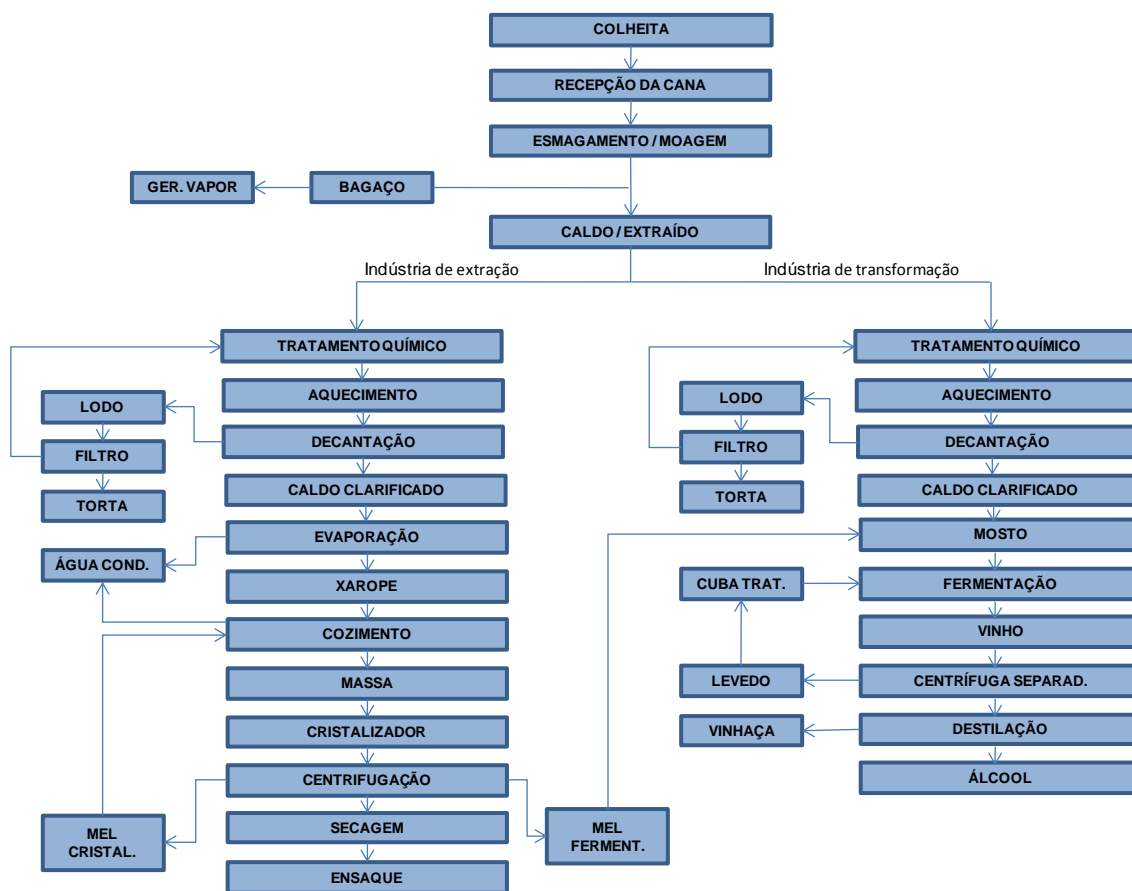 COLHEITA
RECEPÇÃO DA CANA
ESMAGAMENTO / MOAGEM
GER. VAPOR
BAGAÇO
CALDO / EXTRAÍDO
Indústria de extração
Indústria de transformação
TRATAMENTO QUÍMICO
AQUECIMENTO
LODO
DECANTAÇÃO
FILTRO
CALDO CLARIFICADO
TORTA
EVAPORAÇÃO
ÁGUA COND.
XAROPE
COZIMENTO
MASSA
CRISTALIZADOR
CENTRIFUGAÇÃO
SECAGEM
MEL
CRISTAL.
MEL
FERMENT.
ENSAQUE
TRATAMENTO QUÍMICO
AQUECIMENTO
LODO
DECANTAÇÃO
FILTRO
CALDO CLARIFICADO
TORTA
MOSTO
CUBA TRAT.
FERMENTAÇÃO
VINHO
LEVEDO
CENTRÍFUGA SEPARAD.
VINHAÇA
DESTILAÇÃO
ÁLCOOL